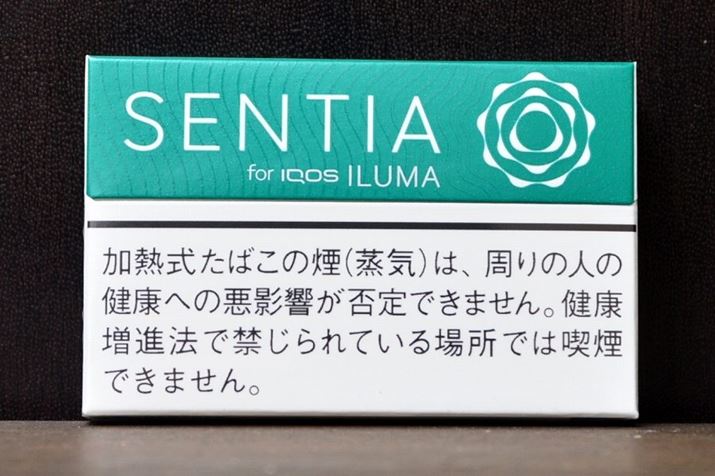 SENTIA
for IQOS ILUMA
加熱式たばこの煙(蒸気)は、周りの人の
健康への悪影響が否定できません。健康
増進法で禁じられている場所では喫煙
できません。